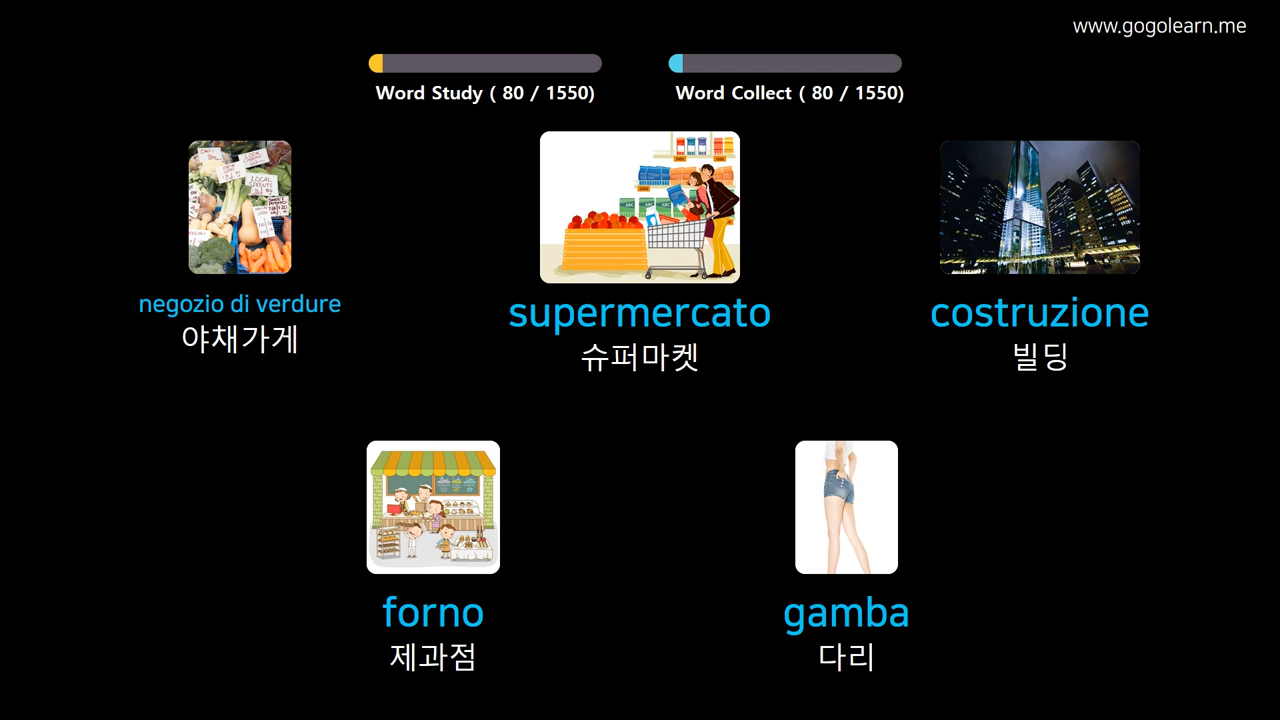 www.gogolearn.me
Word Study ( 80 / 1550)
Word Collect ( 80 / 1550)
negozio di verdure
야채가게
supermercato
슈퍼마켓
costruzione
빌딩
forno
제과점
gamba
다리